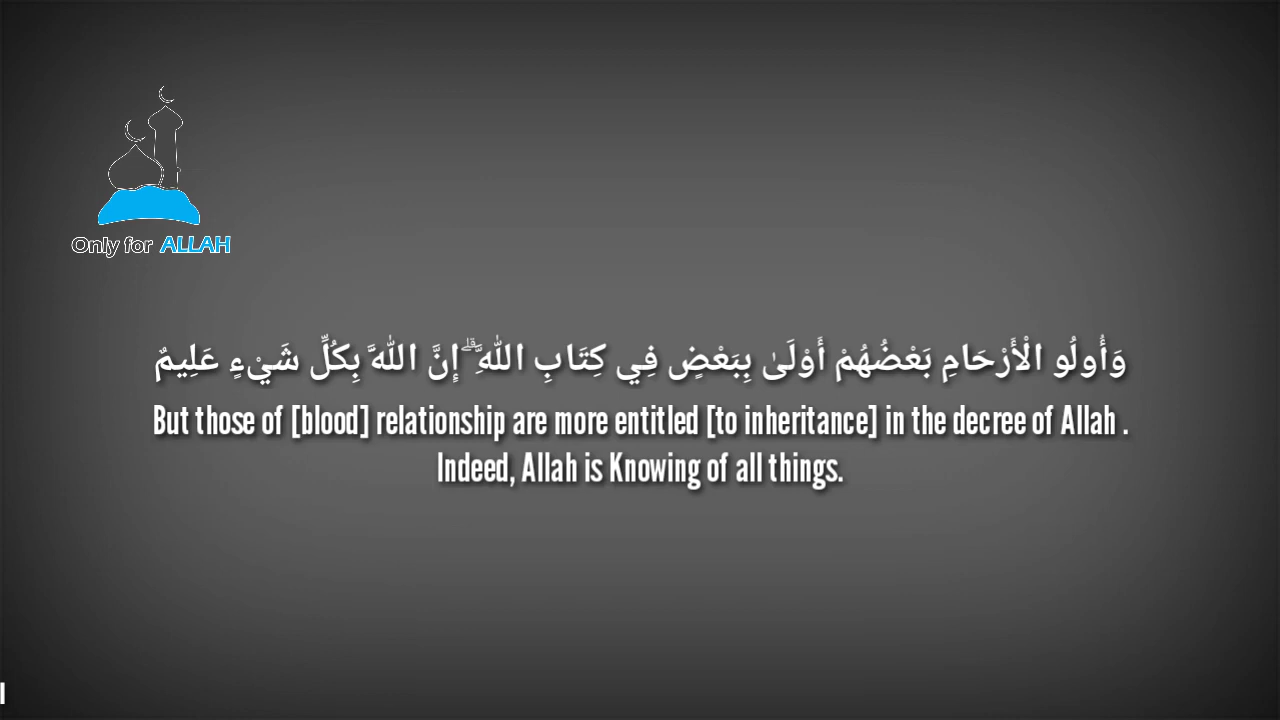 Only for ALLAH
وَأُولُو الْأَرْحَامِ بَعْضُهُمْ أَوْلَىٰ بِبَعْضٍ فِي كِتَابِ اللَّهِ ۗ إِنَّ اللَّهَ بِكُلِّ شَيْءٍ عَلِيمٌ
But those of [blood] relationship are more entitled [to inheritance] in the decree of Allah .
Indeed, Allah is Knowing of all things.